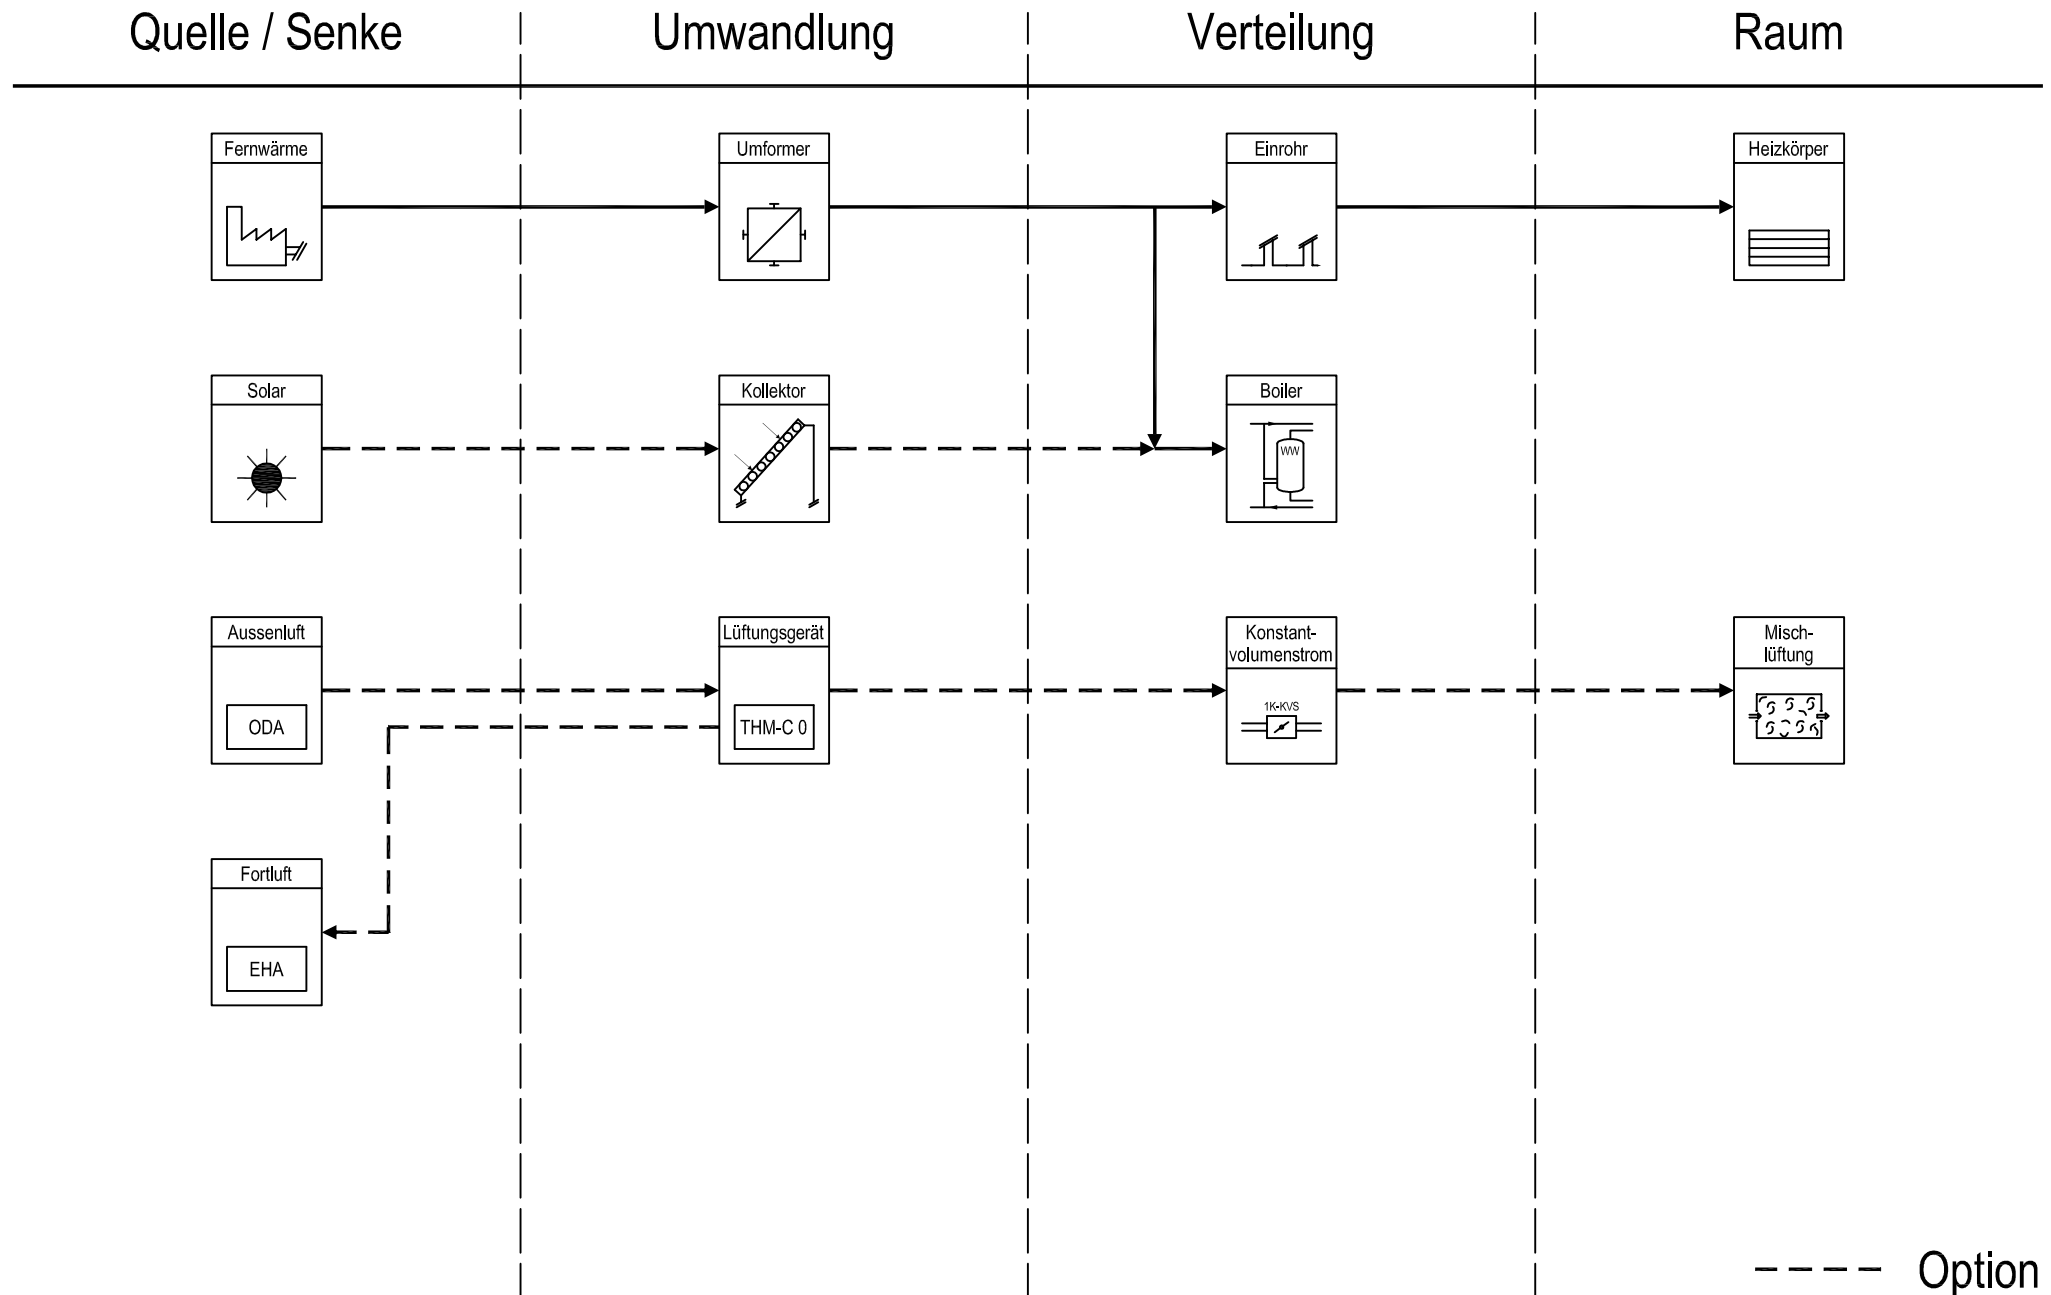 Quelle / Senke
Umwandlung
Verteilung
Raum
Fernwärme
Umformer
Einrohr
Heizkörper
Solar
Kollektor
Boiler
WW
Aussenluft
ODA
Lüftungsgerät
THM-C 0
Konstant-
volumenstrom
1K-KVS
Misch-
lüftung
Fortluft
EHA
Option